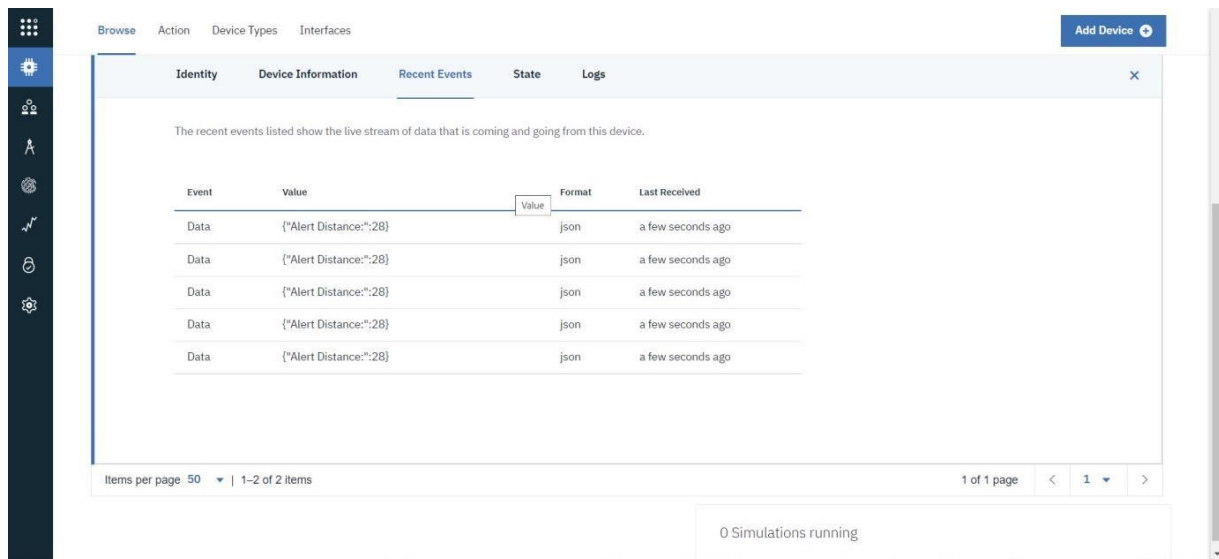 Browse Action Device Types Interfaces Add Device
Identity Device Information Recent Events State Logs
The recent events listed show the live stream of data that is coming and going from this device.
Event Value Format Last Received
Value
Data {"Alert Distance:":28} json a few seconds ago
Data {"Alert Distance:":28} json a few seconds ago
Data {"Alert Distance:":28} json a few seconds ago
Data {"Alert Distance:":28} json a few seconds ago
Data {"Alert Distance:":28} json a few seconds ago
Items per page 50 | 1–2 of 2 items 1 of 1 page < 1 >
0 Simulations running